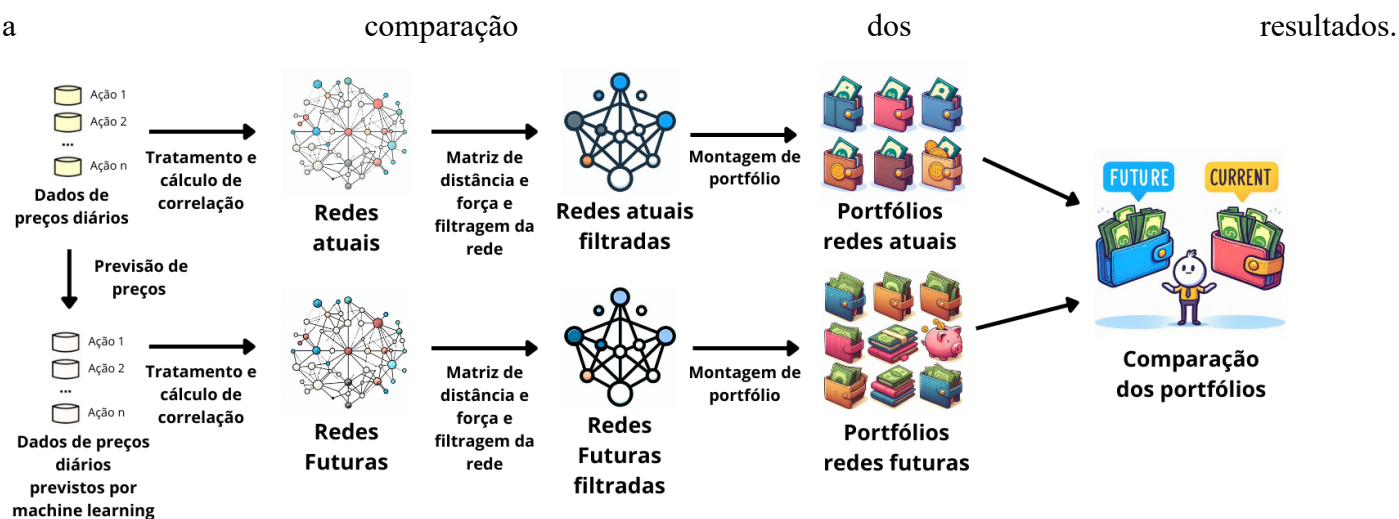 a comparação dos resultados.
Ação 1
Ação 2
...
Ação n
Dados de
preços diários
Tratamento e
cálculo de
correlação
Redes
atuais
Matriz de
distância e
força e
filtragem da
rede
Redes atuais
filtradas
Montagem de
portfólio
Portfólios
redes atuais
Previsão de
preços
Ação 1
Ação 2
...
Ação n
Dados de preços
diários
previstos por
machine learning
Tratamento e
cálculo de
correlação
Redes
Futuras
Matriz de
distância e
força e
filtragem da
rede
Redes
Futuras
filtradas
Montagem de
portfólio
Portfólios
redes futuras
FUTURE
CURRENT
Comparação
dos portfólios